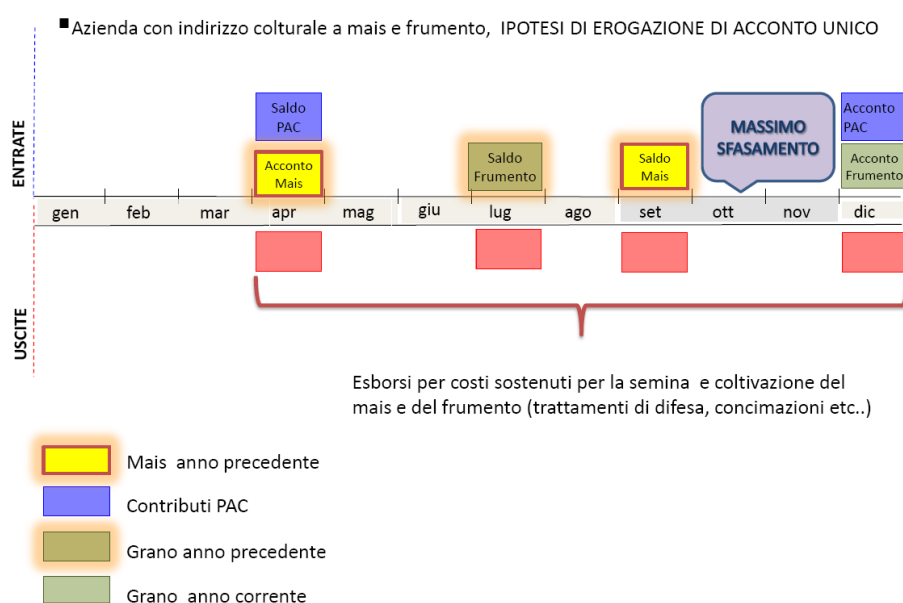 ▪Azienda con indirizzo colturale a mais e frumento, IPOTESI DI EROGAZIONE DI ACCONTO UNICO
ENTRATE
Saldo
PAC
Acconto
Mais
Saldo
Frumento
Saldo
Mais
MASSIMO
SFASAMENTO
Acconto
PAC
Acconto
Frumento
gen feb mar apr mag giu lug ago set ott nov dic
USCITE
Esborsi per costi sostenuti per la semina e coltivazione del
mais e del frumento (trattamenti di difesa, concimazioni etc..)
Mais anno precedente
Contributi PAC
Grano anno precedente
Grano anno corrente